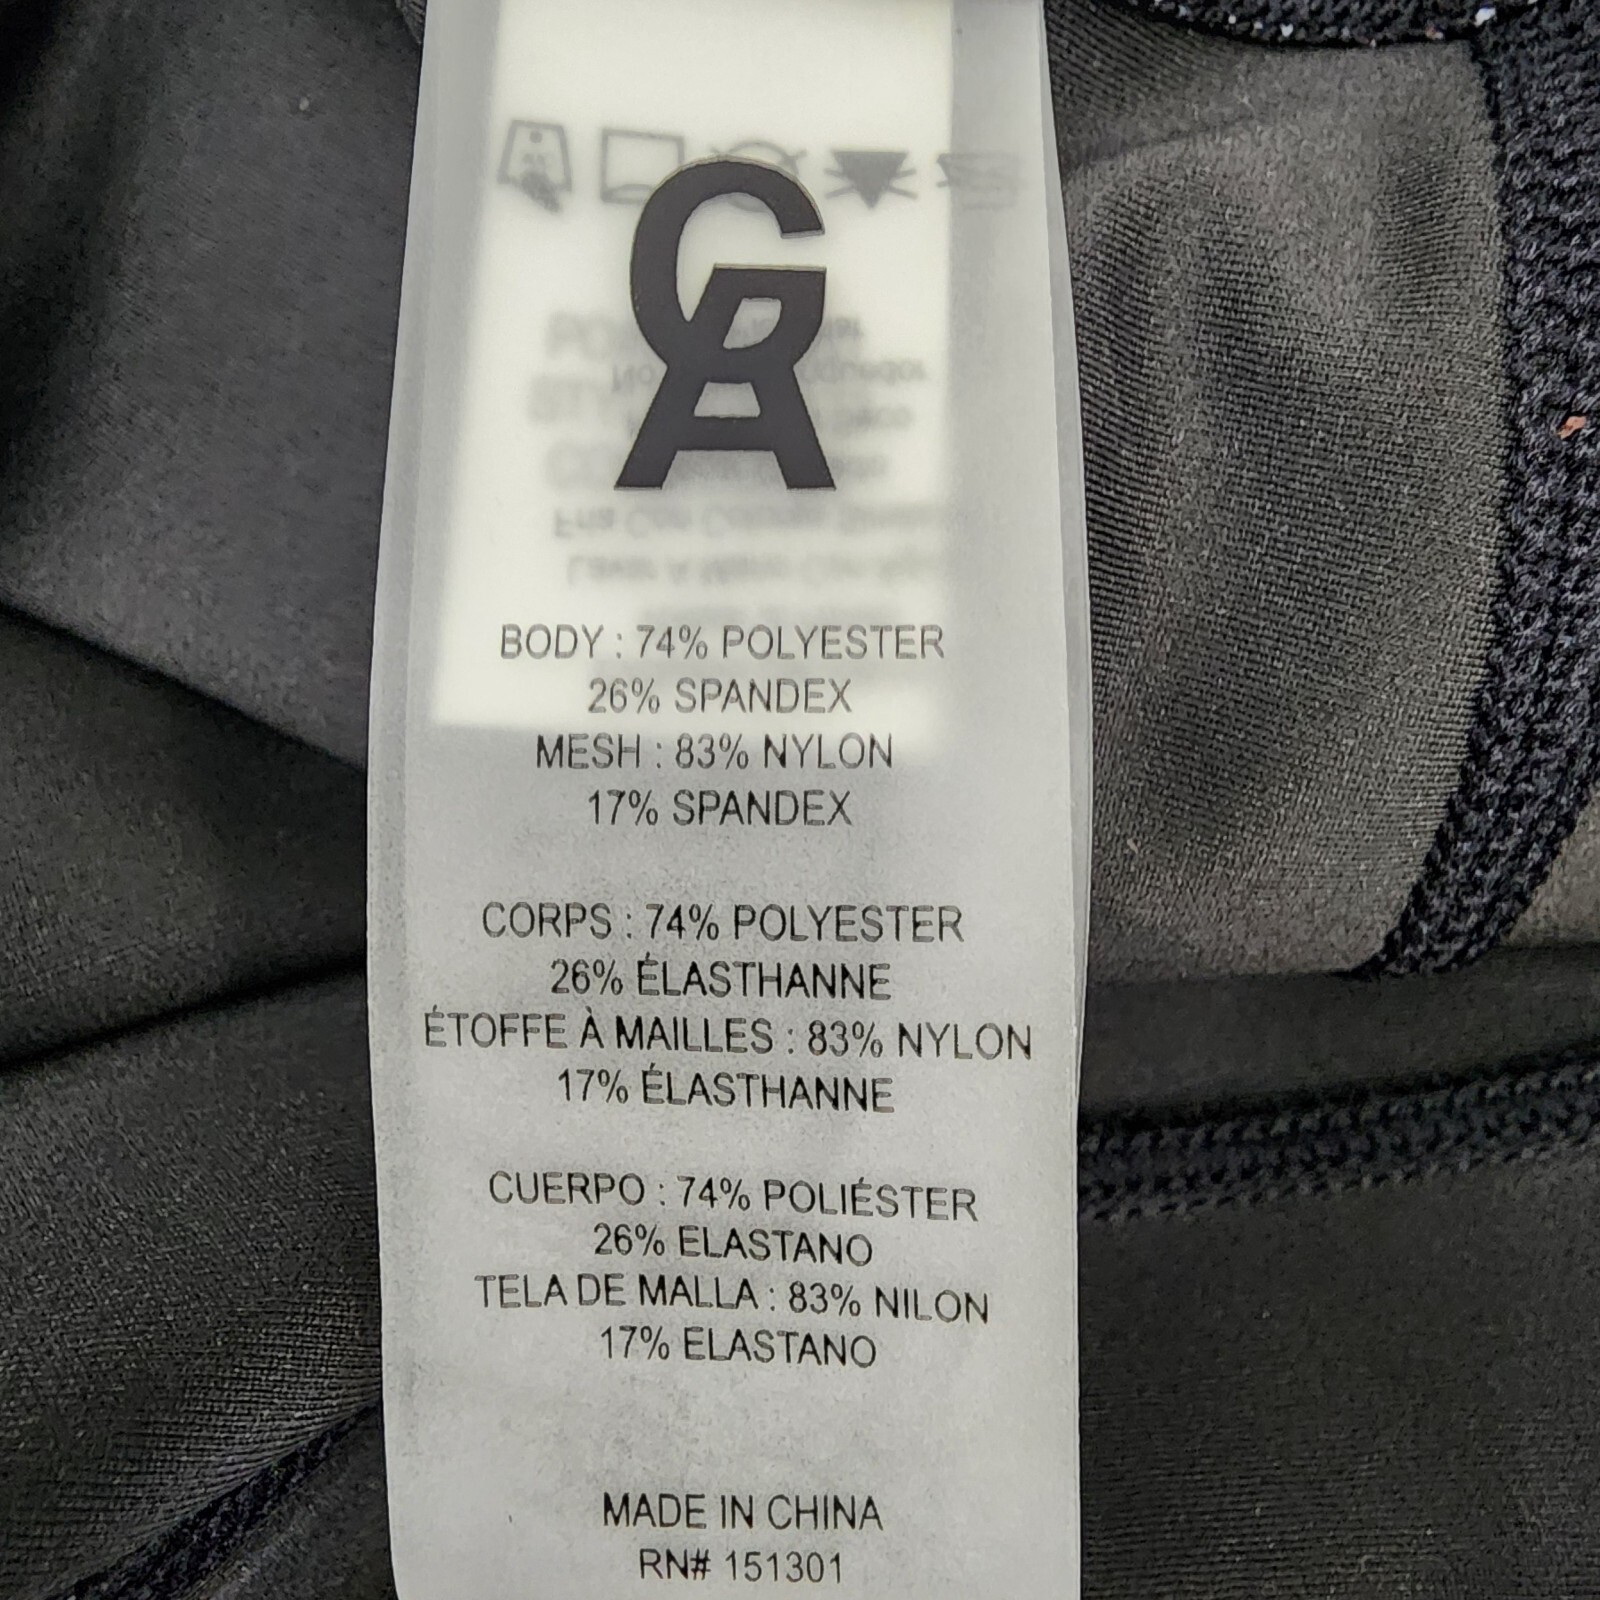 GA
BODY : 74% POLYESTER
26% SPANDEX
MESH : 83% NYLON
17% SPANDEX
CORPS : 74% POLYESTER
26% ÉLASTHANNE
ÉTOFFE À MAILLES : 83% NYLON
17% ÉLASTHANNE
CUERPO : 74% POLIÉSTER
26% ELASTANO
TELA DE MALLA : 83% NILON
17% ELASTANO
MADE IN CHINA
RN# 151301